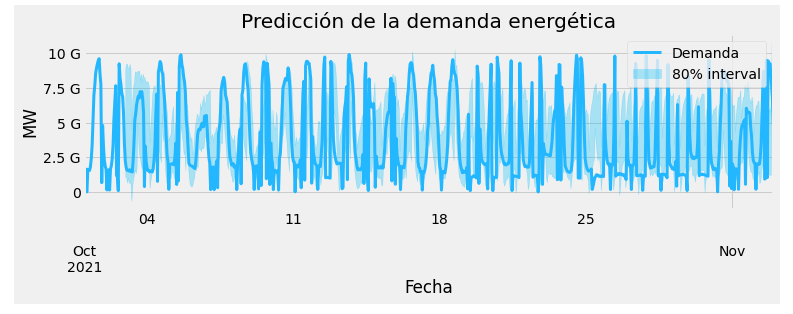 Predicción de la demanda energética
Demanda
80% interval
MW
10 G
7.5 G
5 G
2.5 G
0
04
11
18
25
Oct
2021
Nov
Fecha